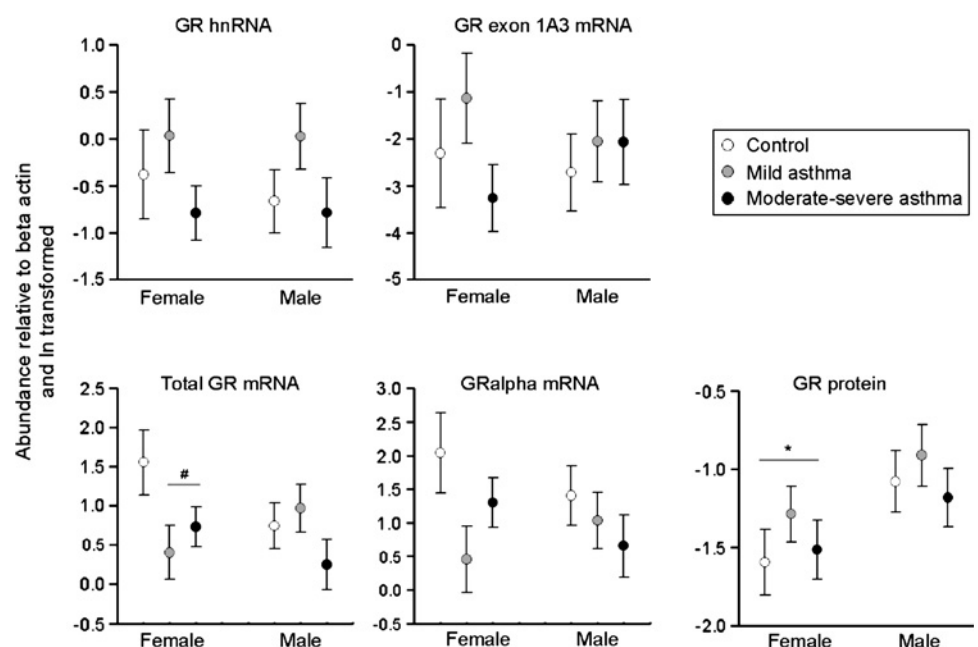 Abundance relative to beta actin
and ln transformed
GR hnRNA
1.0
0.5
0.0
-0.5
-0.5
-1.0
-1.5
Female Male
GR exon 1A3 mRNA
0
-1
-2
-3
-4
-5
Female Male
Control
Mild asthma
Moderate-severe asthma
Total GR mRNA
2.5
2.0
1.5
1.0
0.5
0.0
-0.5
#
Female Male
GRalpha mRNA
3.0
2.5
2.0
1.5
1.0
0.5
0.0
-0.5
Female Male
GR protein
-0.5
-1.0
-1.5
-2.0
*
Female Male